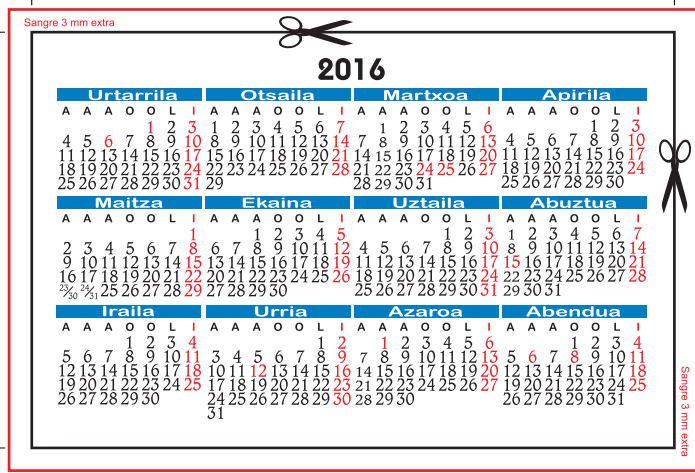 Sangre 3 mm extra
2016
Urtarrila
A A A O O L I
1 2 3
4 5 6 7 8 9 10
11 12 13 14 15 16 17
18 19 20 21 22 23 24
25 26 27 28 29 30 31
Otsaila
A A A O O L I
1 2 3 4 5 6 7
8 9 10 11 12 13 14
15 16 17 18 19 20 21
22 23 24 25 26 27 28
29
Martxoa
A A A O O L I
1 2 3 4 5 6
7 8 9 10 11 12 13
14 15 16 17 18 19 20
21 22 23 24 25 26 27
28 29 30 31
Apirila
A A A O O L I
1 2 3
4 5 6 7 8 9 10
11 12 13 14 15 16 17
18 19 20 21 22 23 24
25 26 27 28 29 30
Maitza
A A A O O L I
1
2 3 4 5 6 7 8
9 10 11 12 13 14 15
16 17 18 19 20 21 22
23/30 24/31 25 26 27 28 29
Ekaina
A A A O O L I
1 2 3 4 5
6 7 8 9 10 11 12
13 14 15 16 17 18 19
20 21 22 23 24 25 26
27 28 29 30
Uztaila
A A A O O L I
1 2 3
4 5 6 7 8 9 10
11 12 13 14 15 16 17
18 19 20 21 22 23 24
25 26 27 28 29 30 31
Abuztua
A A A O O L I
1 2 3 4 5 6 7
8 9 10 11 12 13 14
15 16 17 18 19 20 21
22 23 24 25 26 27 28
29 30 31
Iraila
A A A O O L I
1 2 3 4
5 6 7 8 9 10 11
12 13 14 15 16 17 18
19 20 21 22 23 24 25
26 27 28 29 30
Urria
A A A O O L I
1 2
3 4 5 6 7 8 9
10 11 12 13 14 15 16
17 18 19 20 21 22 23
24 25 26 27 28 29 30
31
Azaroa
A A A O O L I
1 2 3 4 5 6
7 8 9 10 11 12 13
14 15 16 17 18 19 20
21 22 23 24 25 26 27
28 29 30
Abendua
A A A O O L I
1 2 3 4
5 6 7 8 9 10 11
12 13 14 15 16 17 18
19 20 21 22 23 24 25
26 27 28 29 30 31
Sangre 3 mm extra